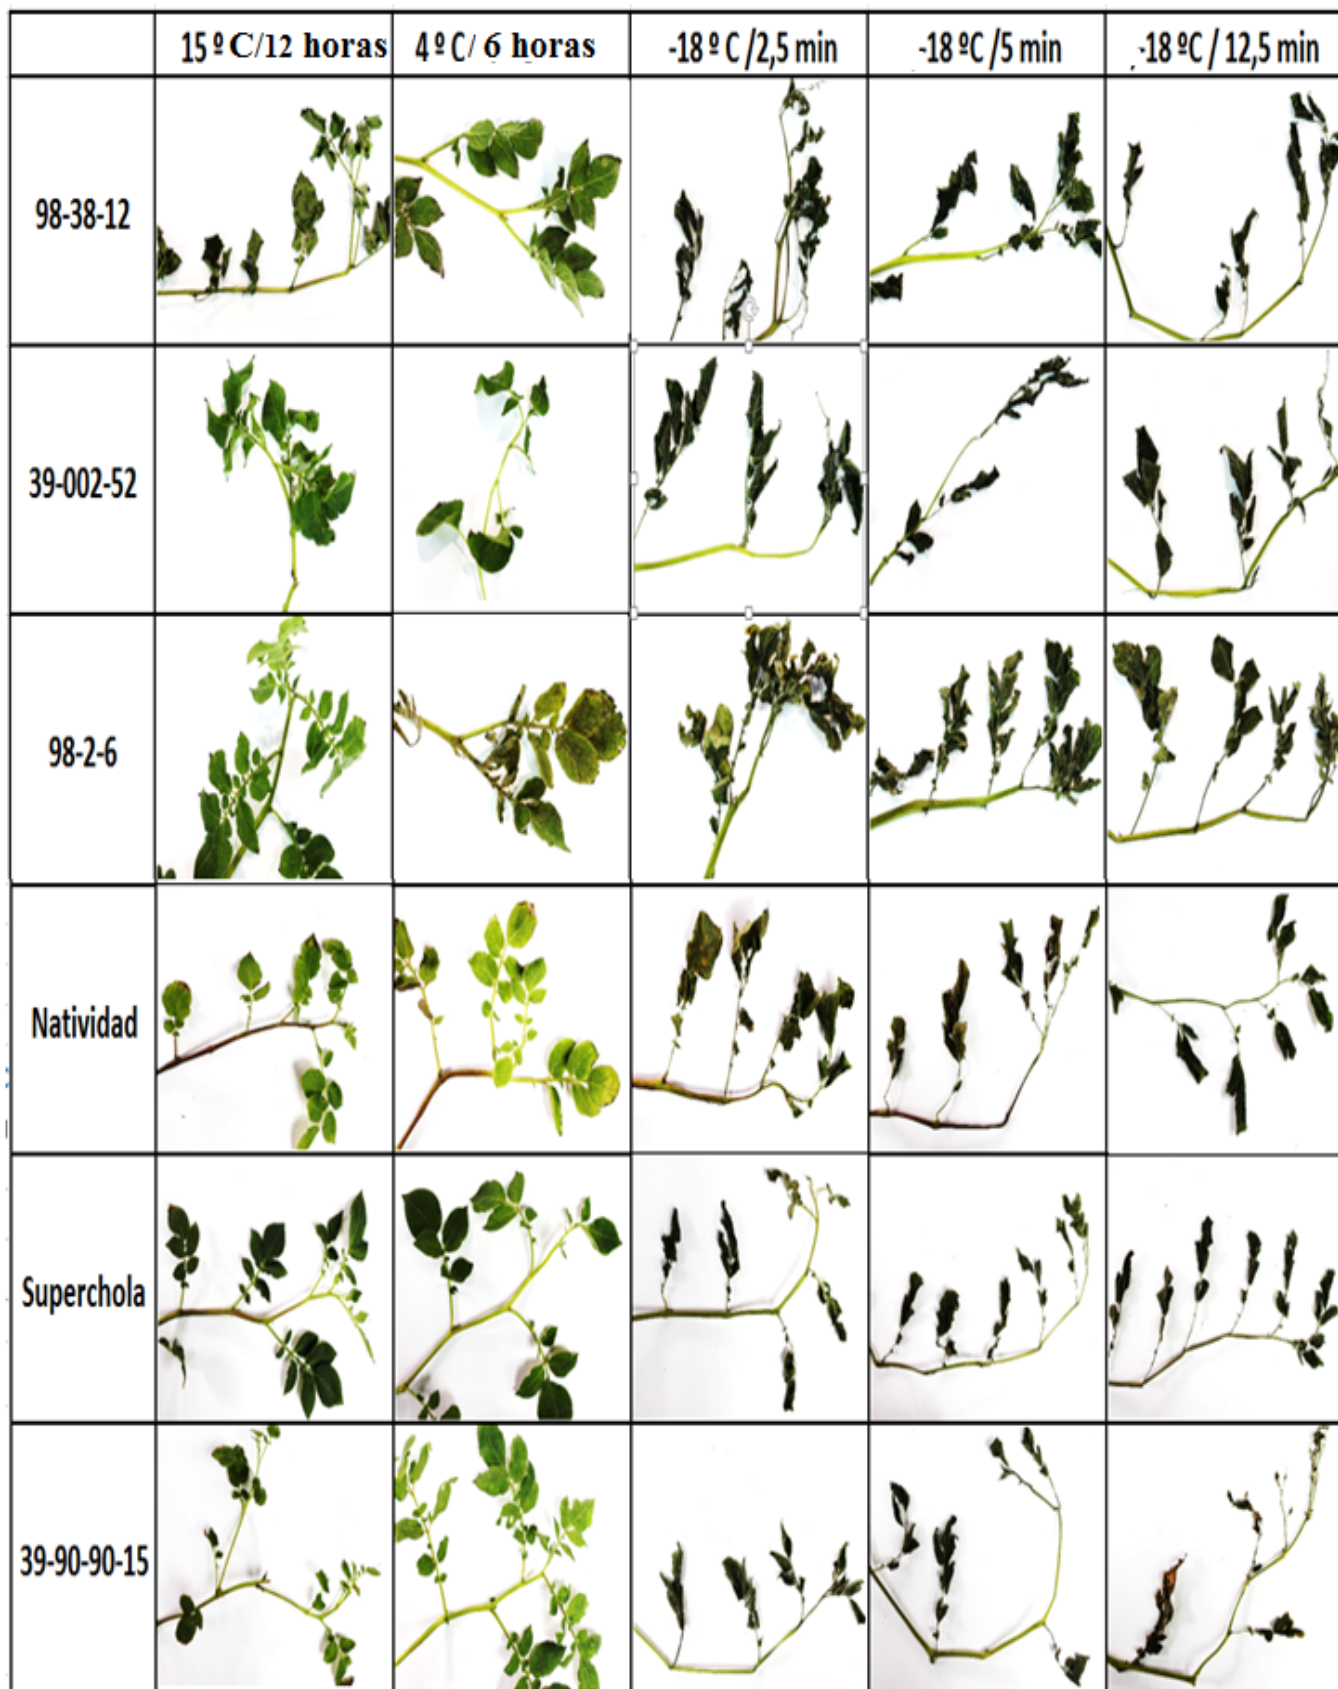 15 º C/12 horas 4 º C/ 6 horas -18 º C /2,5 min -18 ºC /5 min -18 ºC / 12,5 min
98-38-12
39-002-52
98-2-6
Natividad
Superchola
39-90-90-15